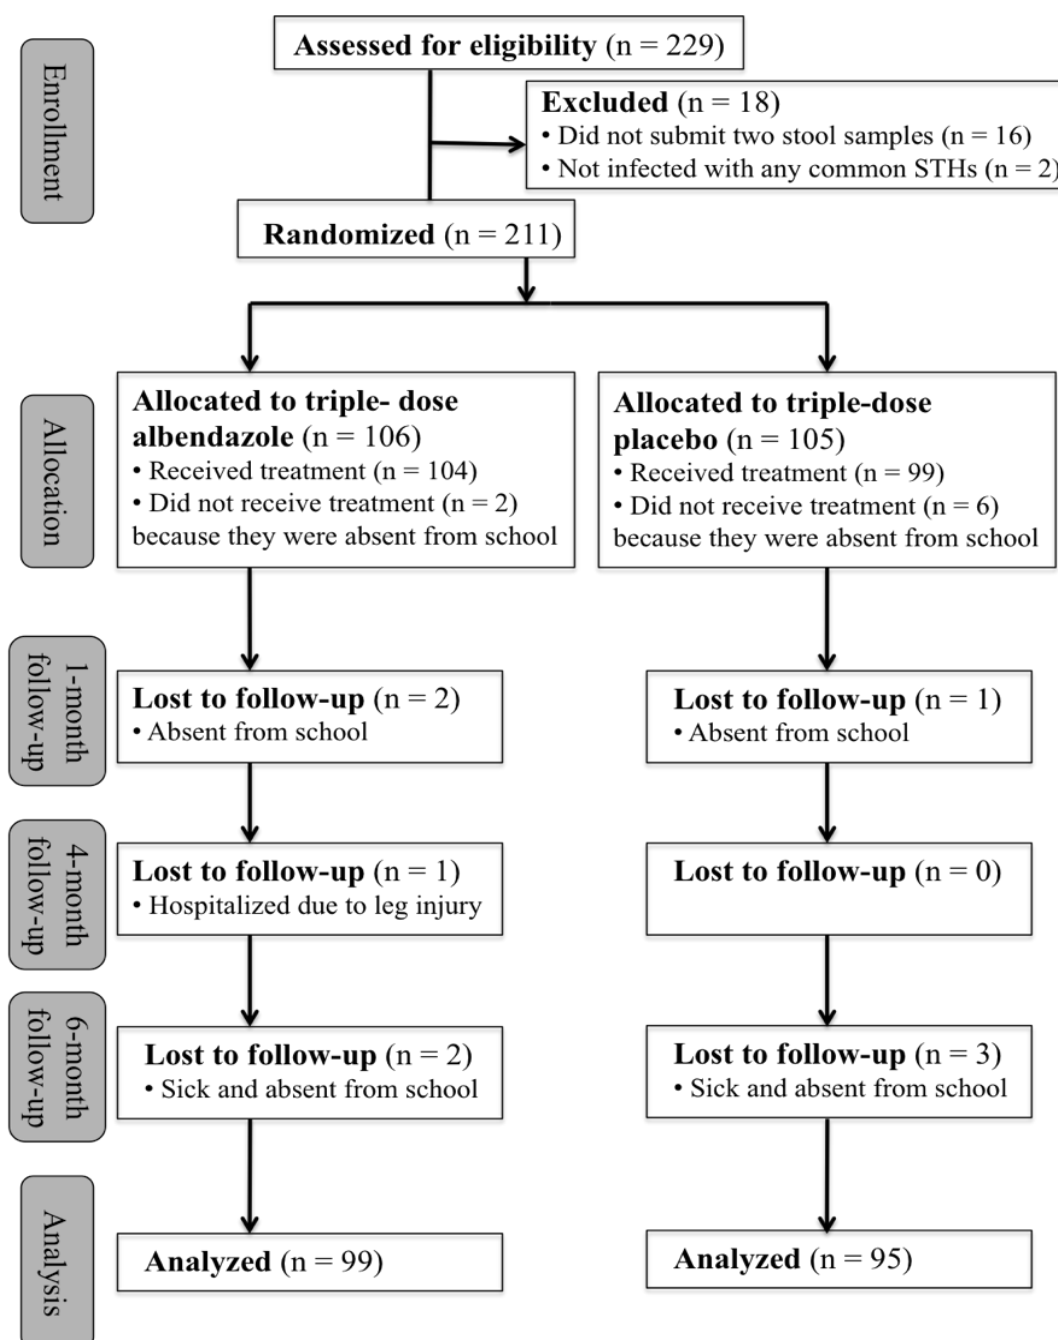 Enrollment
Assessed for eligibility (n = 229)
Excluded (n = 18)
• Did not submit two stool samples (n = 16)
• Not infected with any common STHs (n = 2)
Randomized (n = 211)
Allocation
Allocated to triple- dose
albendazole (n = 106)
• Received treatment (n = 104)
• Did not receive treatment (n = 2)
because they were absent from school
Allocated to triple-dose
placebo (n = 105)
• Received treatment (n = 99)
• Did not receive treatment (n = 6)
because they were absent from school
1-month
follow-up
Lost to follow-up (n = 2)
• Absent from school
Lost to follow-up (n = 1)
• Absent from school
4-month
follow-up
Lost to follow-up (n = 1)
• Hospitalized due to leg injury
Lost to follow-up (n = 0)
6-month
follow-up
Lost to follow-up (n = 2)
• Sick and absent from school
Lost to follow-up (n = 3)
• Sick and absent from school
Analysis
Analyzed (n = 99)
Analyzed (n = 95)